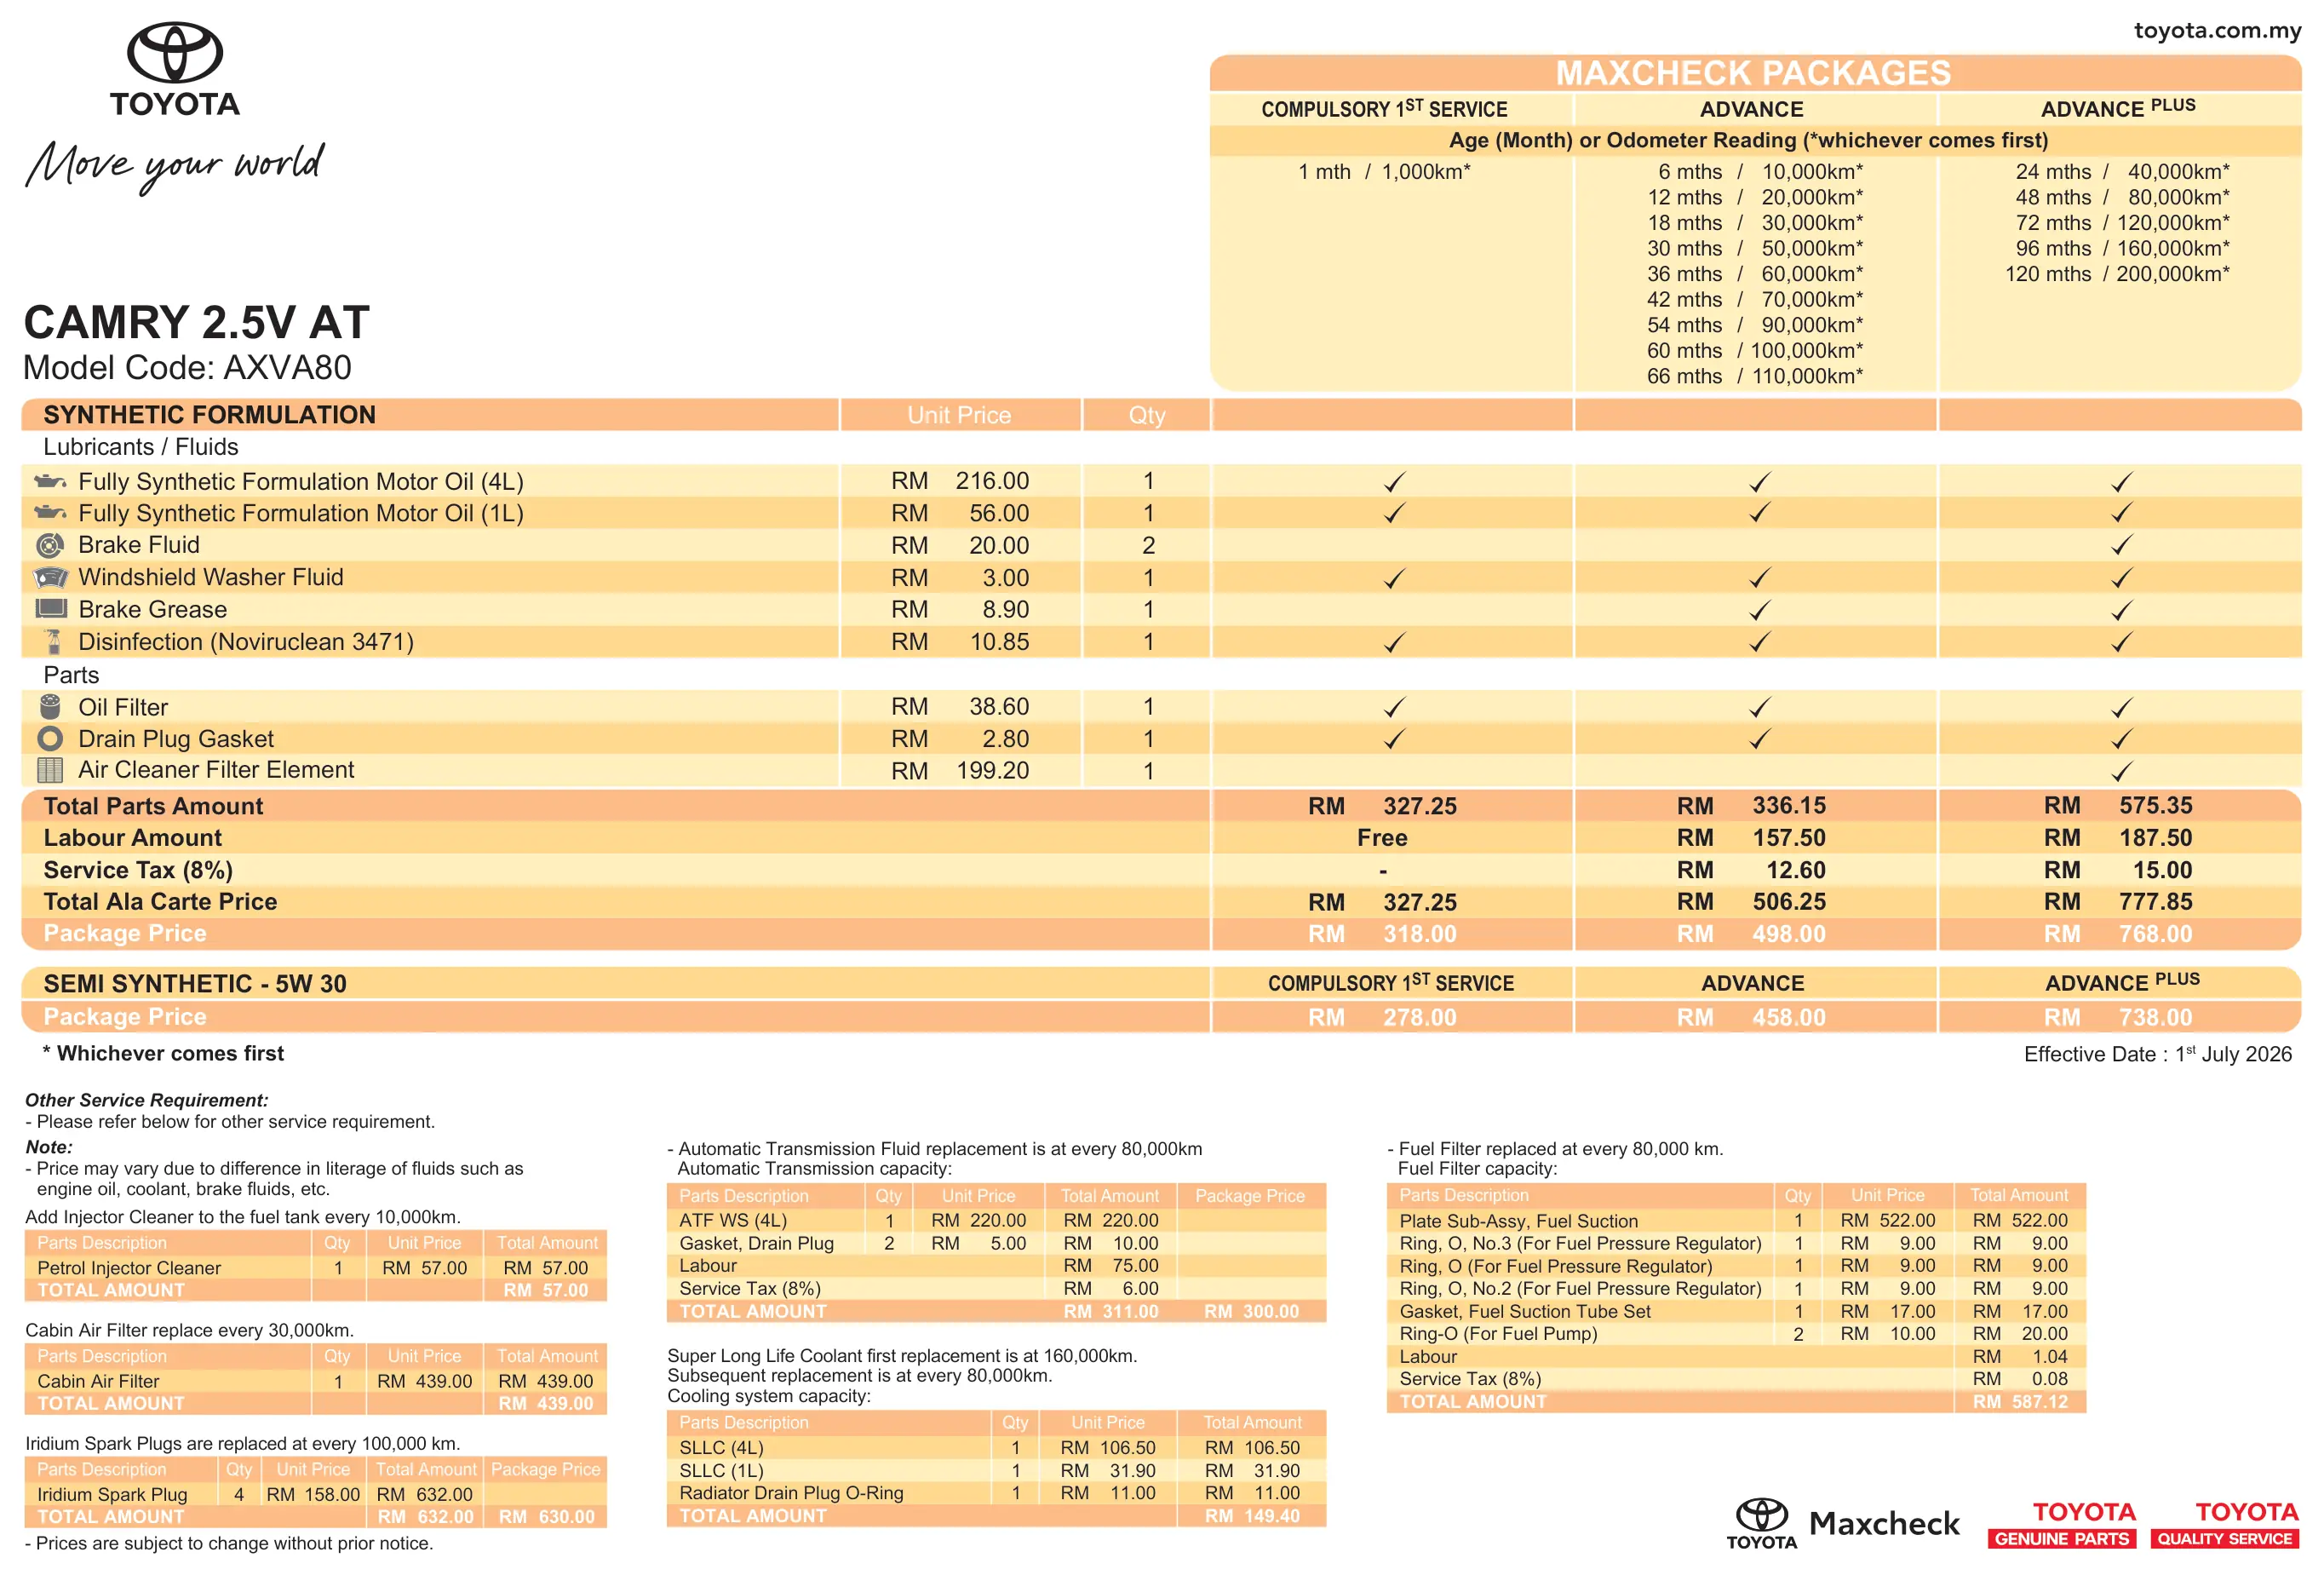 TOYOTA
Move your world
toyota.com.my
MAXCHECK PACKAGES
COMPULSORY 1ST SERVICE ADVANCE ADVANCE PLUS
Age (Month) or Odometer Reading (*whichever comes first)
1 mth / 1,000km* 6 mths / 10,000km* 24 mths / 40,000km*
12 mths / 20,000km* 48 mths / 80,000km*
18 mths / 30,000km* 72 mths / 120,000km*
30 mths / 50,000km* 96 mths / 160,000km*
36 mths / 60,000km* 120 mths / 200,000km*
42 mths / 70,000km*
54 mths / 90,000km*
60 mths / 100,000km*
66 mths / 110,000km*
CAMRY 2.5V AT
Model Code: AXVA80
SYNTHETIC FORMULATION Unit Price Qty
Lubricants / Fluids
Fully Synthetic Formulation Motor Oil (4L) RM 216.00 1 ✓ ✓ ✓
Fully Synthetic Formulation Motor Oil (1L) RM 56.00 1 ✓ ✓ ✓
Brake Fluid RM 20.00 2 ✓
Windshield Washer Fluid RM 3.00 1 ✓ ✓ ✓
Brake Grease RM 8.90 1 ✓ ✓
Disinfection (Noviruclean 3471) RM 10.85 1 ✓ ✓ ✓
Parts
Oil Filter RM 38.60 1 ✓ ✓ ✓
Drain Plug Gasket RM 2.80 1 ✓ ✓ ✓
Air Cleaner Filter Element RM 199.20 1 ✓
Total Parts Amount RM 327.25 RM 336.15 RM 575.35
Labour Amount Free RM 157.50 RM 187.50
Service Tax (8%) - RM 12.60 RM 15.00
Total Ala Carte Price RM 327.25 RM 506.25 RM 777.85
Package Price RM 318.00 RM 498.00 RM 768.00
SEMI SYNTHETIC - 5W 30 COMPULSORY 1ST SERVICE ADVANCE ADVANCE PLUS
Package Price RM 278.00 RM 458.00 RM 738.00
* Whichever comes first
Effective Date : 1st July 2026
Other Service Requirement:
- Please refer below for other service requirement.
Note:
- Price may vary due to difference in literage of fluids such as
engine oil, coolant, brake fluids, etc.
Add Injector Cleaner to the fuel tank every 10,000km.
Parts Description Qty Unit Price Total Amount
Petrol Injector Cleaner 1 RM 57.00 RM 57.00
TOTAL AMOUNT RM 57.00
Cabin Air Filter replace every 30,000km.
Parts Description Qty Unit Price Total Amount
Cabin Air Filter 1 RM 439.00 RM 439.00
TOTAL AMOUNT RM 439.00
Iridium Spark Plugs are replaced at every 100,000 km.
Parts Description Qty Unit Price Total Amount Package Price
Iridium Spark Plug 4 RM 158.00 RM 632.00
TOTAL AMOUNT RM 632.00 RM 630.00
- Prices are subject to change without prior notice.
- Automatic Transmission Fluid replacement is at every 80,000km
Automatic Transmission capacity:
Parts Description Qty Unit Price Total Amount Package Price
ATF WS (4L) 1 RM 220.00 RM 220.00
Gasket, Drain Plug 2 RM 5.00 RM 10.00
Labour RM 75.00
Service Tax (8%) RM 6.00
TOTAL AMOUNT RM 311.00 RM 300.00
Super Long Life Coolant first replacement is at 160,000km.
Subsequent replacement is at every 80,000km.
Cooling system capacity:
Parts Description Qty Unit Price Total Amount
SLLC (4L) 1 RM 106.50 RM 106.50
SLLC (1L) 1 RM 31.90 RM 31.90
Radiator Drain Plug O-Ring 1 RM 11.00 RM 11.00
TOTAL AMOUNT RM 149.40
- Fuel Filter replaced at every 80,000 km.
Fuel Filter capacity:
Parts Description Qty Unit Price Total Amount
Plate Sub-Assy, Fuel Suction 1 RM 522.00 RM 522.00
Ring, O, No.3 (For Fuel Pressure Regulator) 1 RM 9.00 RM 9.00
Ring, O (For Fuel Pressure Regulator) 1 RM 9.00 RM 9.00
Ring, O, No.2 (For Fuel Pressure Regulator) 1 RM 9.00 RM 9.00
Gasket, Fuel Suction Tube Set 1 RM 17.00 RM 17.00
Ring-O (For Fuel Pump) 2 RM 10.00 RM 20.00
Labour RM 1.04
Service Tax (8%) RM 0.08
TOTAL AMOUNT RM 587.12
TOYOTA Maxcheck
TOYOTA GENUINE PARTS
TOYOTA QUALITY SERVICE